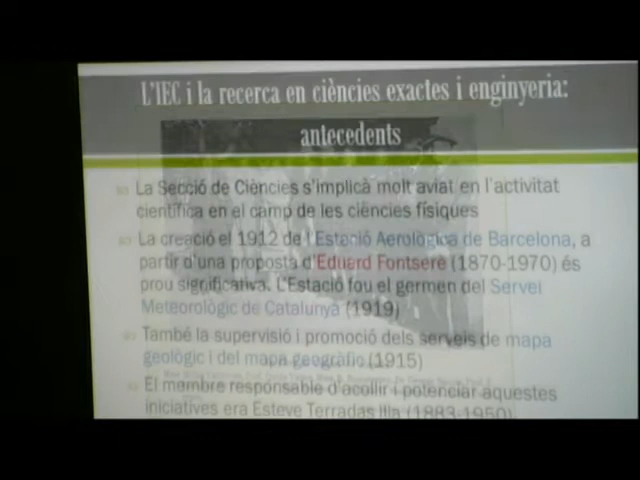 L'IEC i la recerca en ciències exactes i enginyeria:
antecedents
La Secció de Ciències s'implicà molt aviat en l'activitat
científica en el camp de les ciències físiques
La creació el 1912 de l'Estació Aerològica de Barcelona, a
partir d'una proposta d'Eduard Fontserè (1870-1970) és
prou significativa. L'Estació fou el germen del Servei
Meteorològic de Catalunya (1919)
També la supervisió i promoció dels serveis de mapa
geològic i del mapa geogràfic (1915)
El membre responsable d'acollir i potenciar aquestes
iniciatives era Esteve Terradas Illa (1883-1950)